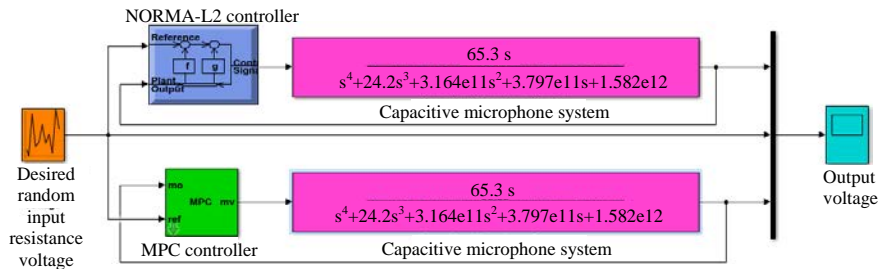 NORMA-L2 controller
Reference
f
g
Plant
Output
65.3 s
s⁴+24.2s³+3.164e11s²+3.797e11s+1.582e12
Capacitive microphone system
Desired
random
input
resistance
voltage
Output
voltage
mo
MPC
mv
ref
MPC controller
65.3 s
s⁴+24.2s³+3.164e11s²+3.797e11s+1.582e12
Capacitive microphone system